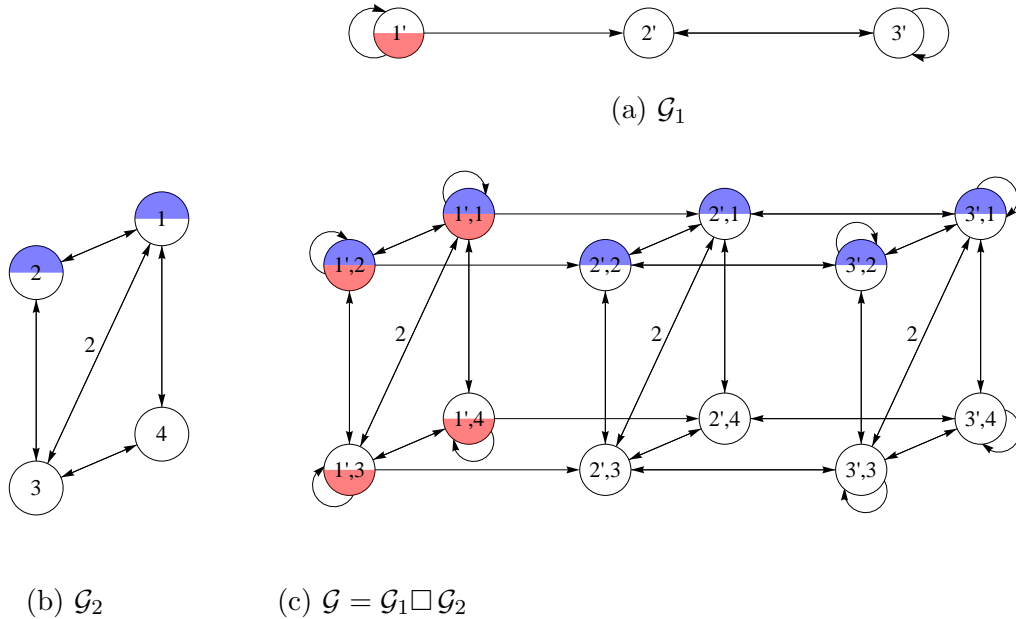 1' 2' 3'
(a) 𝒢₁
1
2
2
4
3
(b) 𝒢₂
1',1 2',1 3',1
1',2 2',2 3',2
2 2
1',4 2',4 3',4
1',3 2',3 3',3
(c) 𝒢 = 𝒢₁□𝒢₂